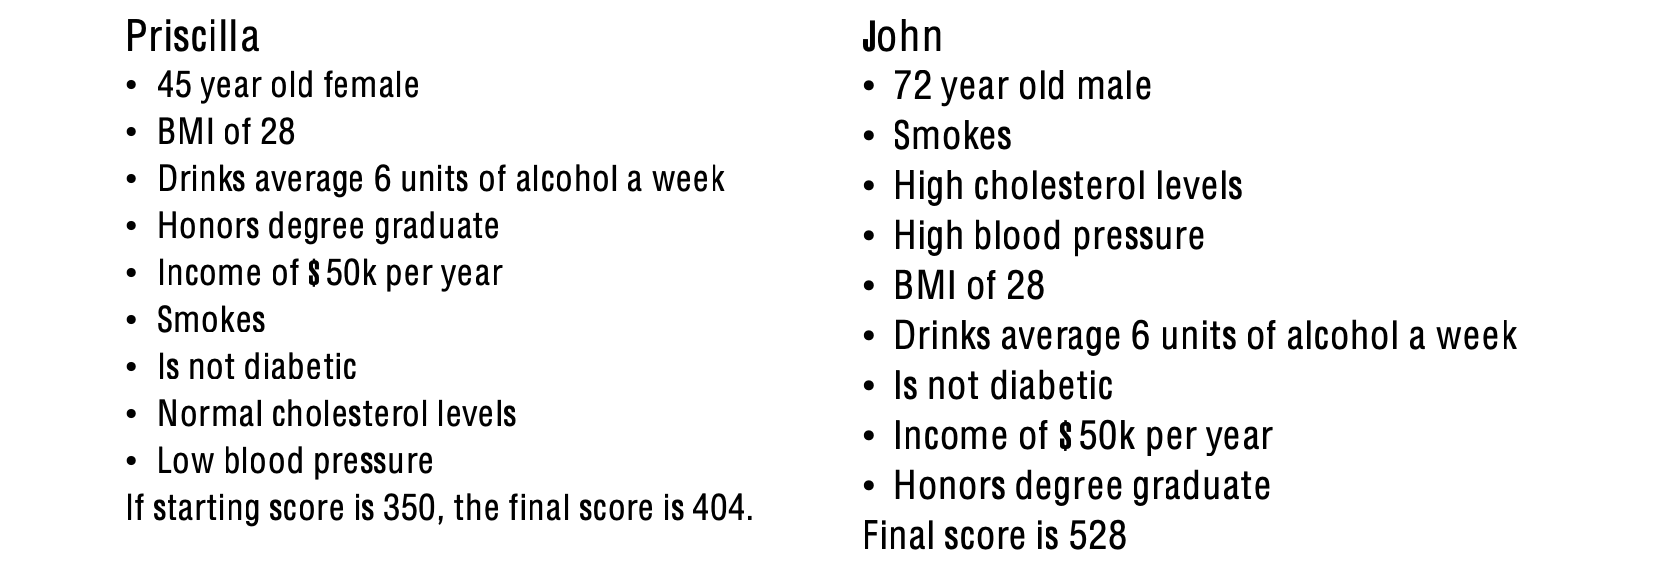 Priscilla
• 45 year old female
• BMI of 28
• Drinks average 6 units of alcohol a week
• Honors degree graduate
• Income of $50k per year
• Smokes
• Is not diabetic
• Normal cholesterol levels
• Low blood pressure
If starting score is 350, the final score is 404.
John
• 72 year old male
• Smokes
• High cholesterol levels
• High blood pressure
• BMI of 28
• Drinks average 6 units of alcohol a week
• Is not diabetic
• Income of $50k per year
• Honors degree graduate
Final score is 528